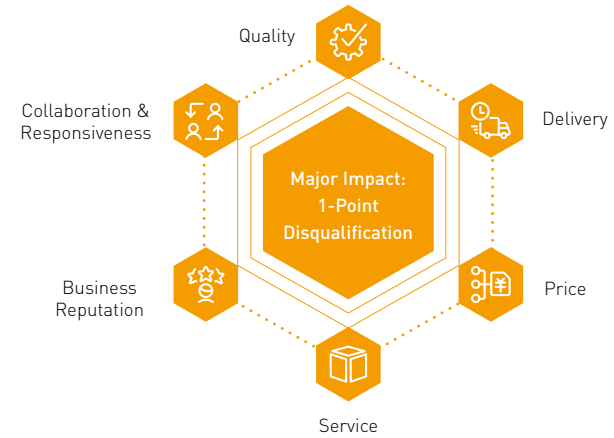 Quality
Collaboration &
Responsiveness
Delivery
Major Impact:
1-Point
Disqualification
Business
Reputation
¥
Price
Service